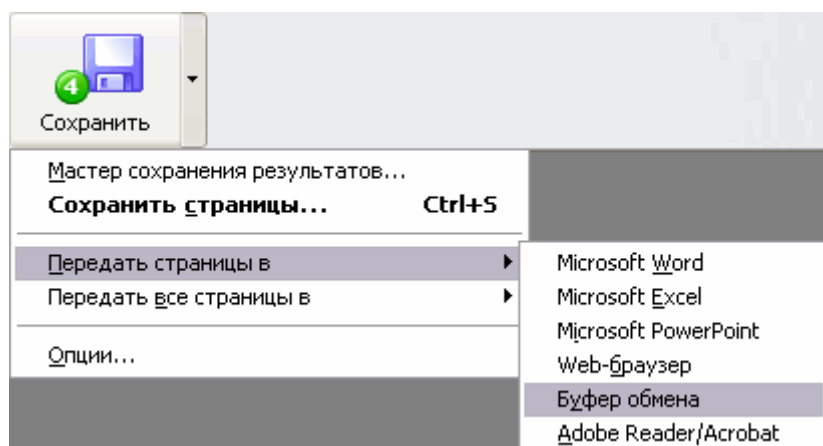 4
Сохранить
Мастер сохранения результатов...
Сохранить страницы... Ctrl+S
Передать страницы в
Передать все страницы в
Опции...
Microsoft Word
Microsoft Excel
Microsoft PowerPoint
Web-браузер
Буфер обмена
Adobe Reader/Acrobat